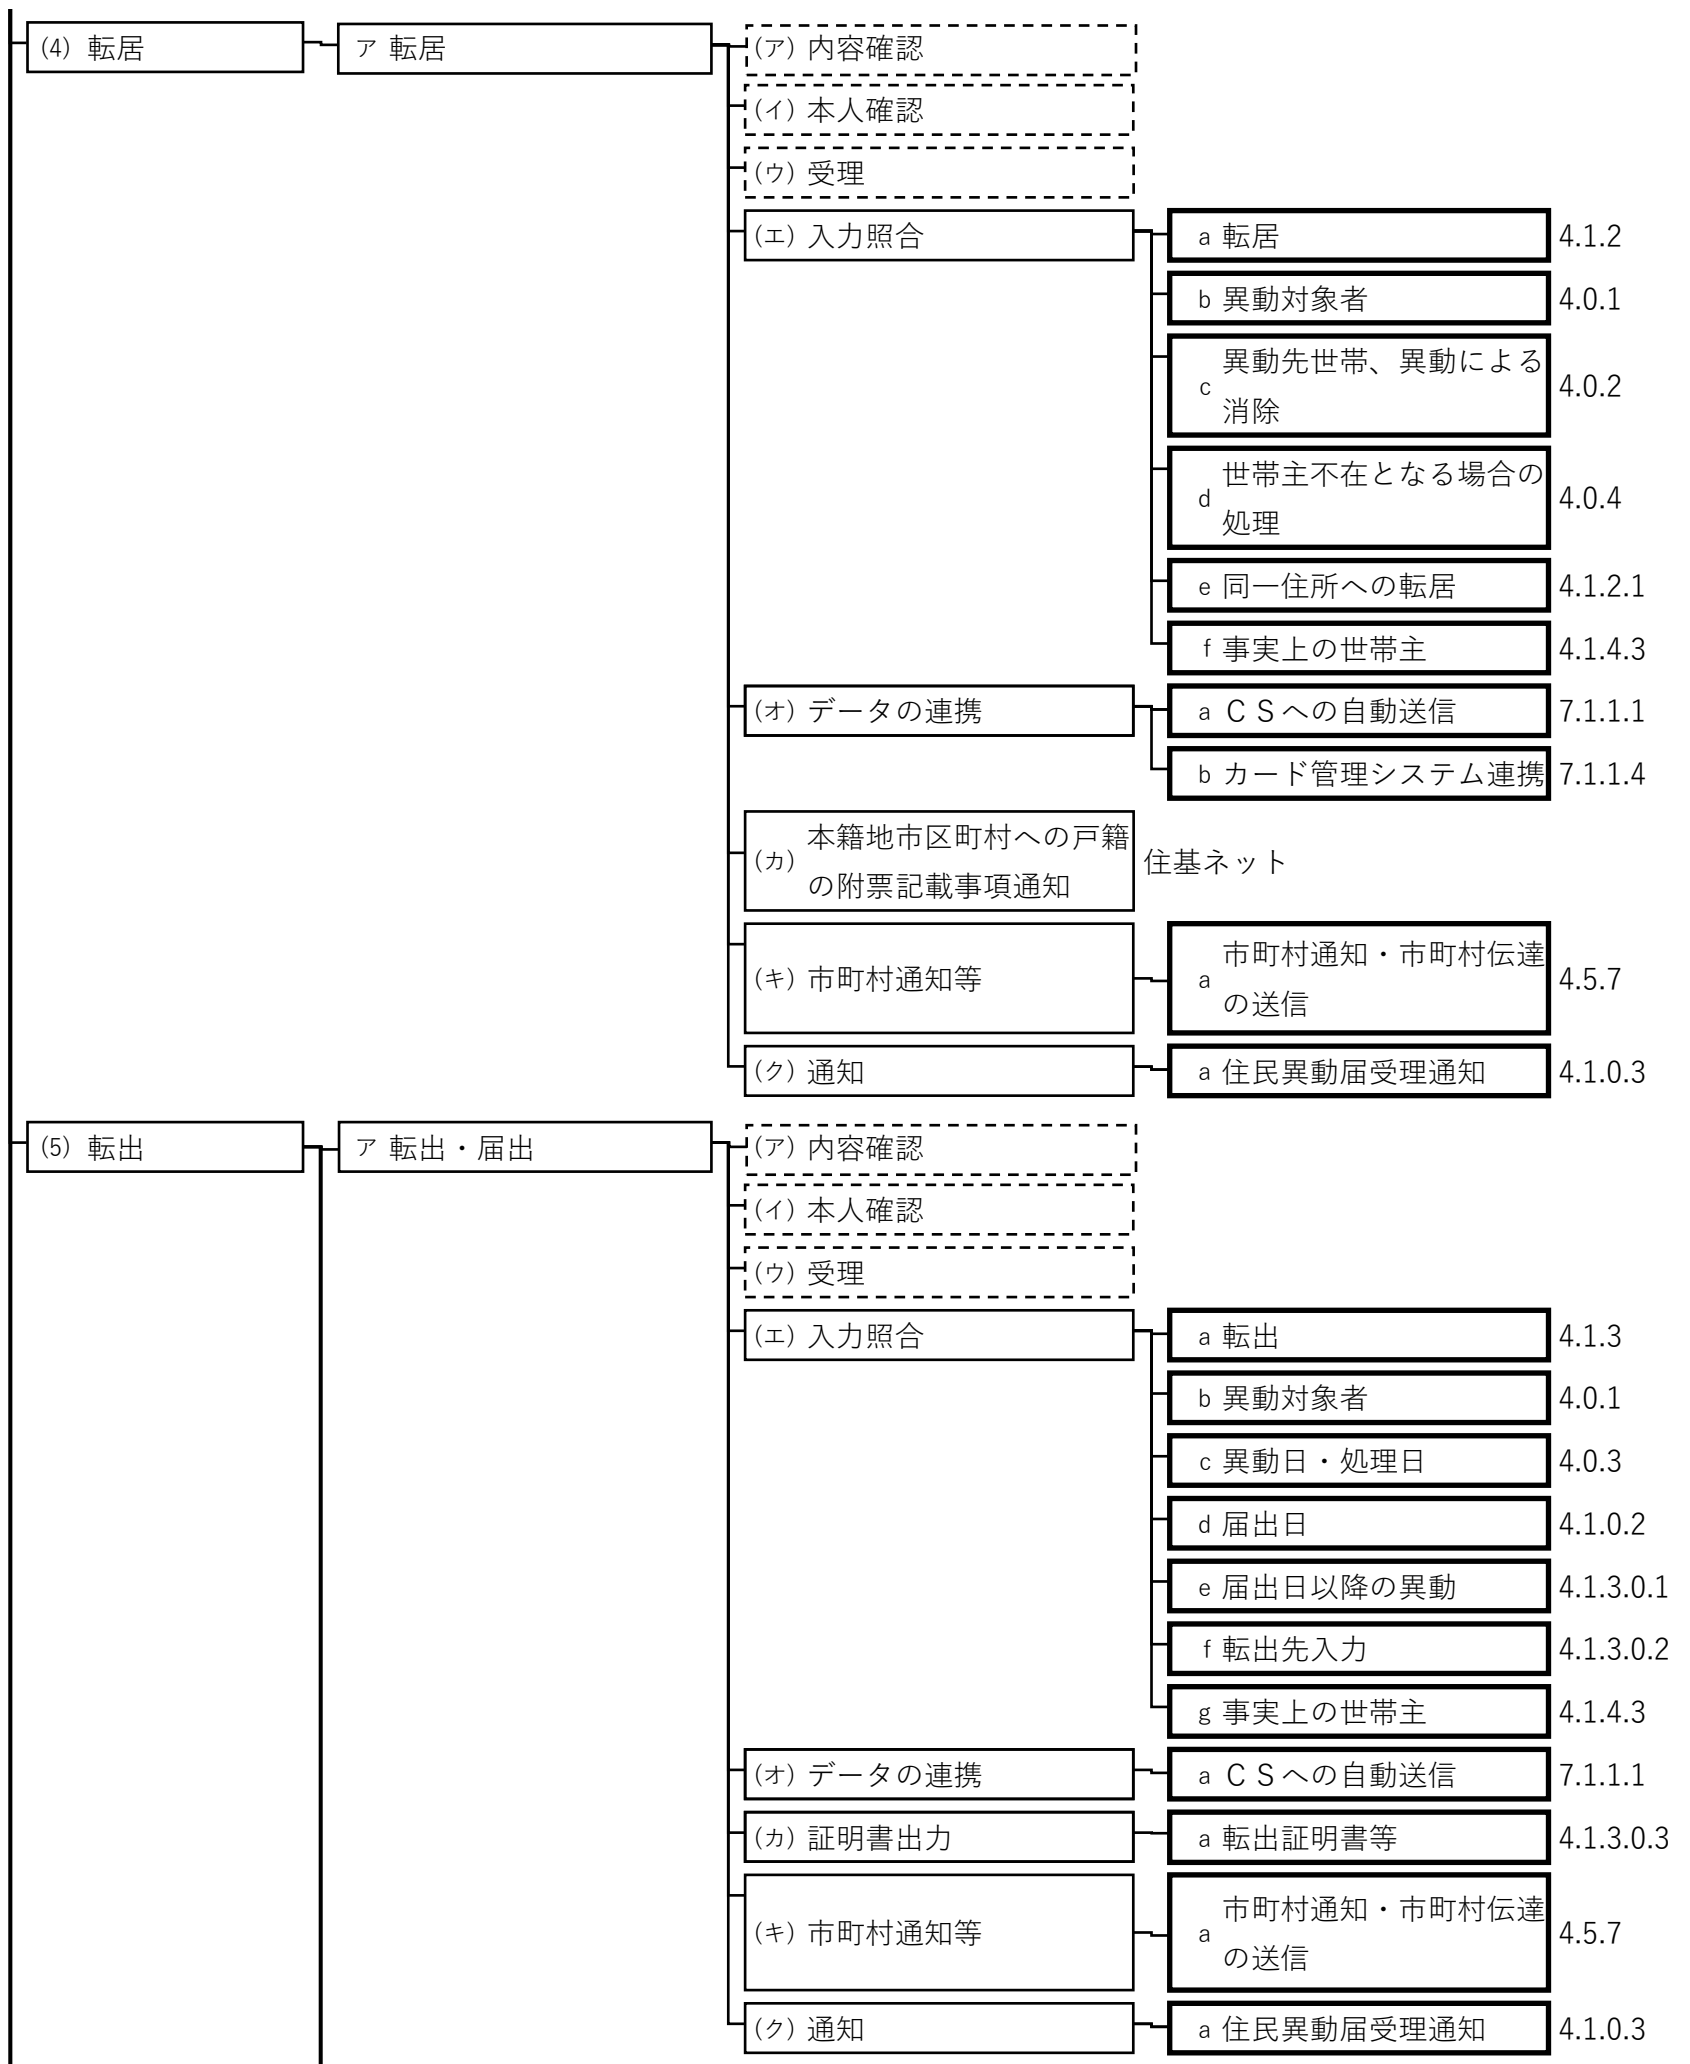 (4) 転居 ア 転居 (ア) 内容確認
(イ) 本人確認
(ウ) 受理
(エ) 入力照合 a 転居 4.1.2
b 異動対象者 4.0.1
c 異動先世帯、異動による
消除 4.0.2
d 世帯主不在となる場合の
処理 4.0.4
e 同一住所への転居 4.1.2.1
f 事実上の世帯主 4.1.4.3
(オ) データの連携 a ＣＳへの自動送信 7.1.1.1
b カード管理システム連携 7.1.1.4
(カ) 本籍地市区町村への戸籍
の附票記載事項通知 住基ネット
(キ) 市町村通知等 a 市町村通知・市町村伝達
の送信 4.5.7
(ク) 通知 a 住民異動届受理通知 4.1.0.3
(5) 転出 ア 転出・届出 (ア) 内容確認
(イ) 本人確認
(ウ) 受理
(エ) 入力照合 a 転出 4.1.3
b 異動対象者 4.0.1
c 異動日・処理日 4.0.3
d 届出日 4.1.0.2
e 届出日以降の異動 4.1.3.0.1
f 転出先入力 4.1.3.0.2
g 事実上の世帯主 4.1.4.3
(オ) データの連携 a ＣＳへの自動送信 7.1.1.1
(カ) 証明書出力 a 転出証明書等 4.1.3.0.3
(キ) 市町村通知等 a 市町村通知・市町村伝達
の送信 4.5.7
(ク) 通知 a 住民異動届受理通知 4.1.0.3